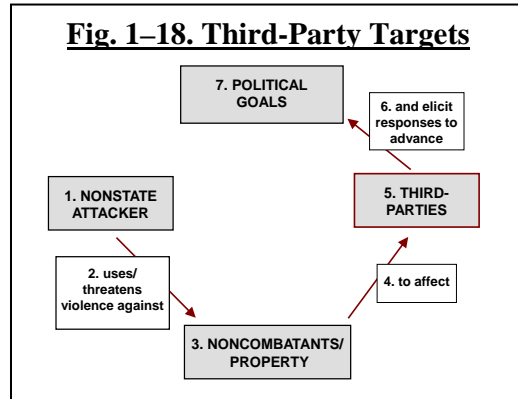 Fig. 1–18. Third-Party Targets
7. POLITICAL
GOALS
6. and elicit
responses to
advance
1. NONSTATE
ATTACKER
5. THIRD-
PARTIES
2. uses/
threatens
violence against
4. to affect
3. NONCOMBATANTS/
PROPERTY